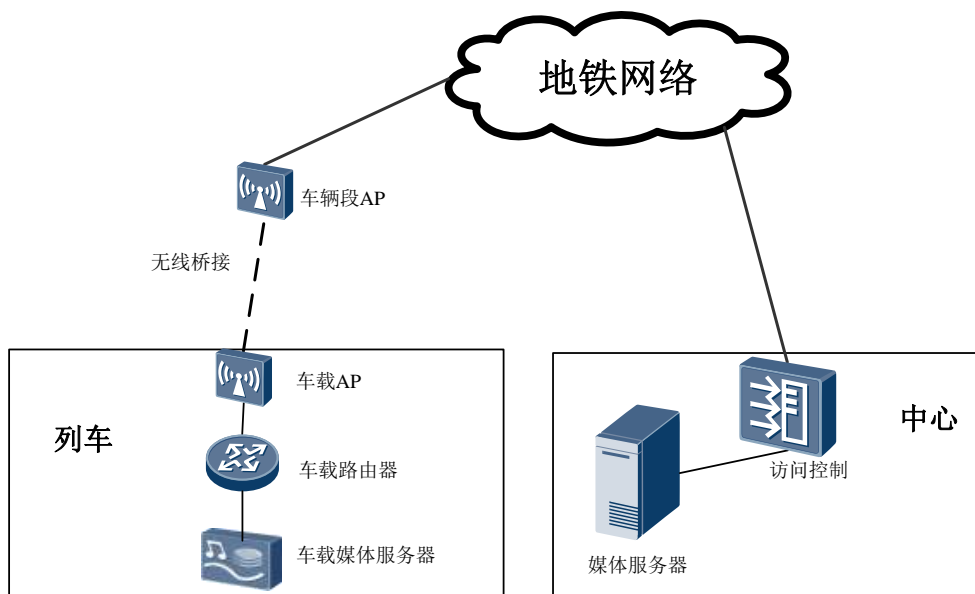 地铁网络
车辆段AP
无线桥接
车载AP
列车
车载路由器
车载媒体服务器
中心
访问控制
媒体服务器